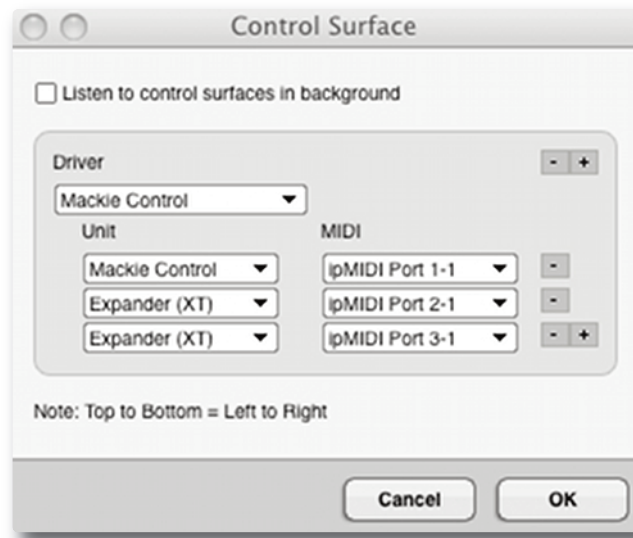 Control Surface
Listen to control surfaces in background
Driver - +
Mackie Control
Unit MIDI
Mackie Control ipMIDI Port 1-1 -
Expander (XT) ipMIDI Port 2-1 -
Expander (XT) ipMIDI Port 3-1 - +
Note: Top to Bottom = Left to Right
Cancel OK